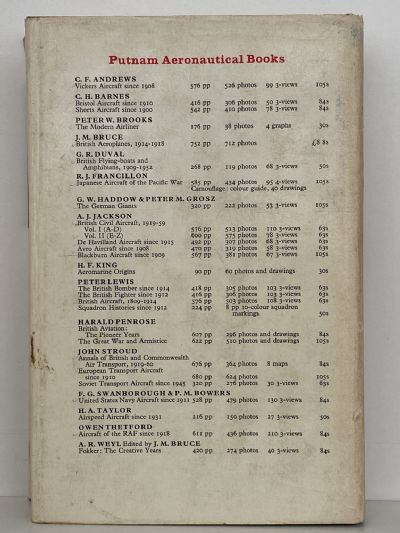 Putnam Aeronautical Books
C. F. ANDREWS
Vickers Aircraft since 1908 576 pp 526 photos 99 3-views 105s
C. H. BARNES
Bristol Aircraft since 1910 416 pp 306 photos 50 3-views 84s
Shorts Aircraft since 1900 542 pp 410 photos 78 3-views 84s
PETER W. BROOKS
The Modern Airliner 176 pp 38 photos 4 graphs 30s
J. M. BRUCE
British Aeroplanes, 1914-1918 752 pp 712 photos £8 8s
G. R. DUVAL
British Flying-boats and
Amphibians, 1909-1952 268 pp 119 photos 68 3-views 50s
R. J. FRANCILLON
Japanese Aircraft of the Pacific War 585 pp 434 photos 95 4-views 105s
Camouflage: colour guide, 40 drawings
G. W. HADDOW & PETER M. GROSZ
The German Giants 320 pp 222 photos 53 3-views 105s
A. J. JACKSON
British Civil Aircraft, 1919-59
Vol. I (A-D) 576 pp 513 photos 110 3-views 63s
Vol. II (E-Z) 600 pp 575 photos 78 3-views 63s
De Havilland Aircraft since 1915 492 pp 307 photos 68 3-views 63s
Avro Aircraft since 1908 470 pp 319 photos 58 3-views 63s
Blackburn Aircraft since 1909 567 pp 381 photos 67 3-views 105s
H. F. KING
Aeromarine Origins 90 pp 60 photos and drawings 30s
PETER LEWIS
The British Bomber since 1914 418 pp 305 photos 103 3-views 63s
The British Fighter since 1912 416 pp 306 photos 103 3-views 63s
British Aircraft, 1809-1914 576 pp 503 photos 108 3-views 63s
Squadron Histories since 1912 224 pp 8 pp 10-colour squadron
markings 50s
HARALD PENROSE
British Aviation:
The Pioneer Years 607 pp 296 photos and drawings 84s
The Great War and Armistice 622 pp 510 photos and drawings 105s
JOHN STROUD
Annals of British and Commonwealth
Air Transport, 1919-60 676 pp 364 photos 8 maps 84s
European Transport Aircraft
since 1910 680 pp 624 photos 105s
Soviet Transport Aircraft since 1945 320 pp 276 photos 30 3-views 63s
F. G. SWANBOROUGH & P. M. BOWERS
United States Navy Aircraft since 1911 528 pp 479 photos 130 3-views 84s
H. A. TAYLOR
Airspeed Aircraft since 1931 216 pp 150 photos 27 3-views 50s
OWEN THETFORD
Aircraft of the RAF since 1918 611 pp 436 photos 210 3-views 84s
A. R. WEYL Edited by J. M. BRUCE
Fokker: The Creative Years 420 pp 274 photos 40 3-views 84s